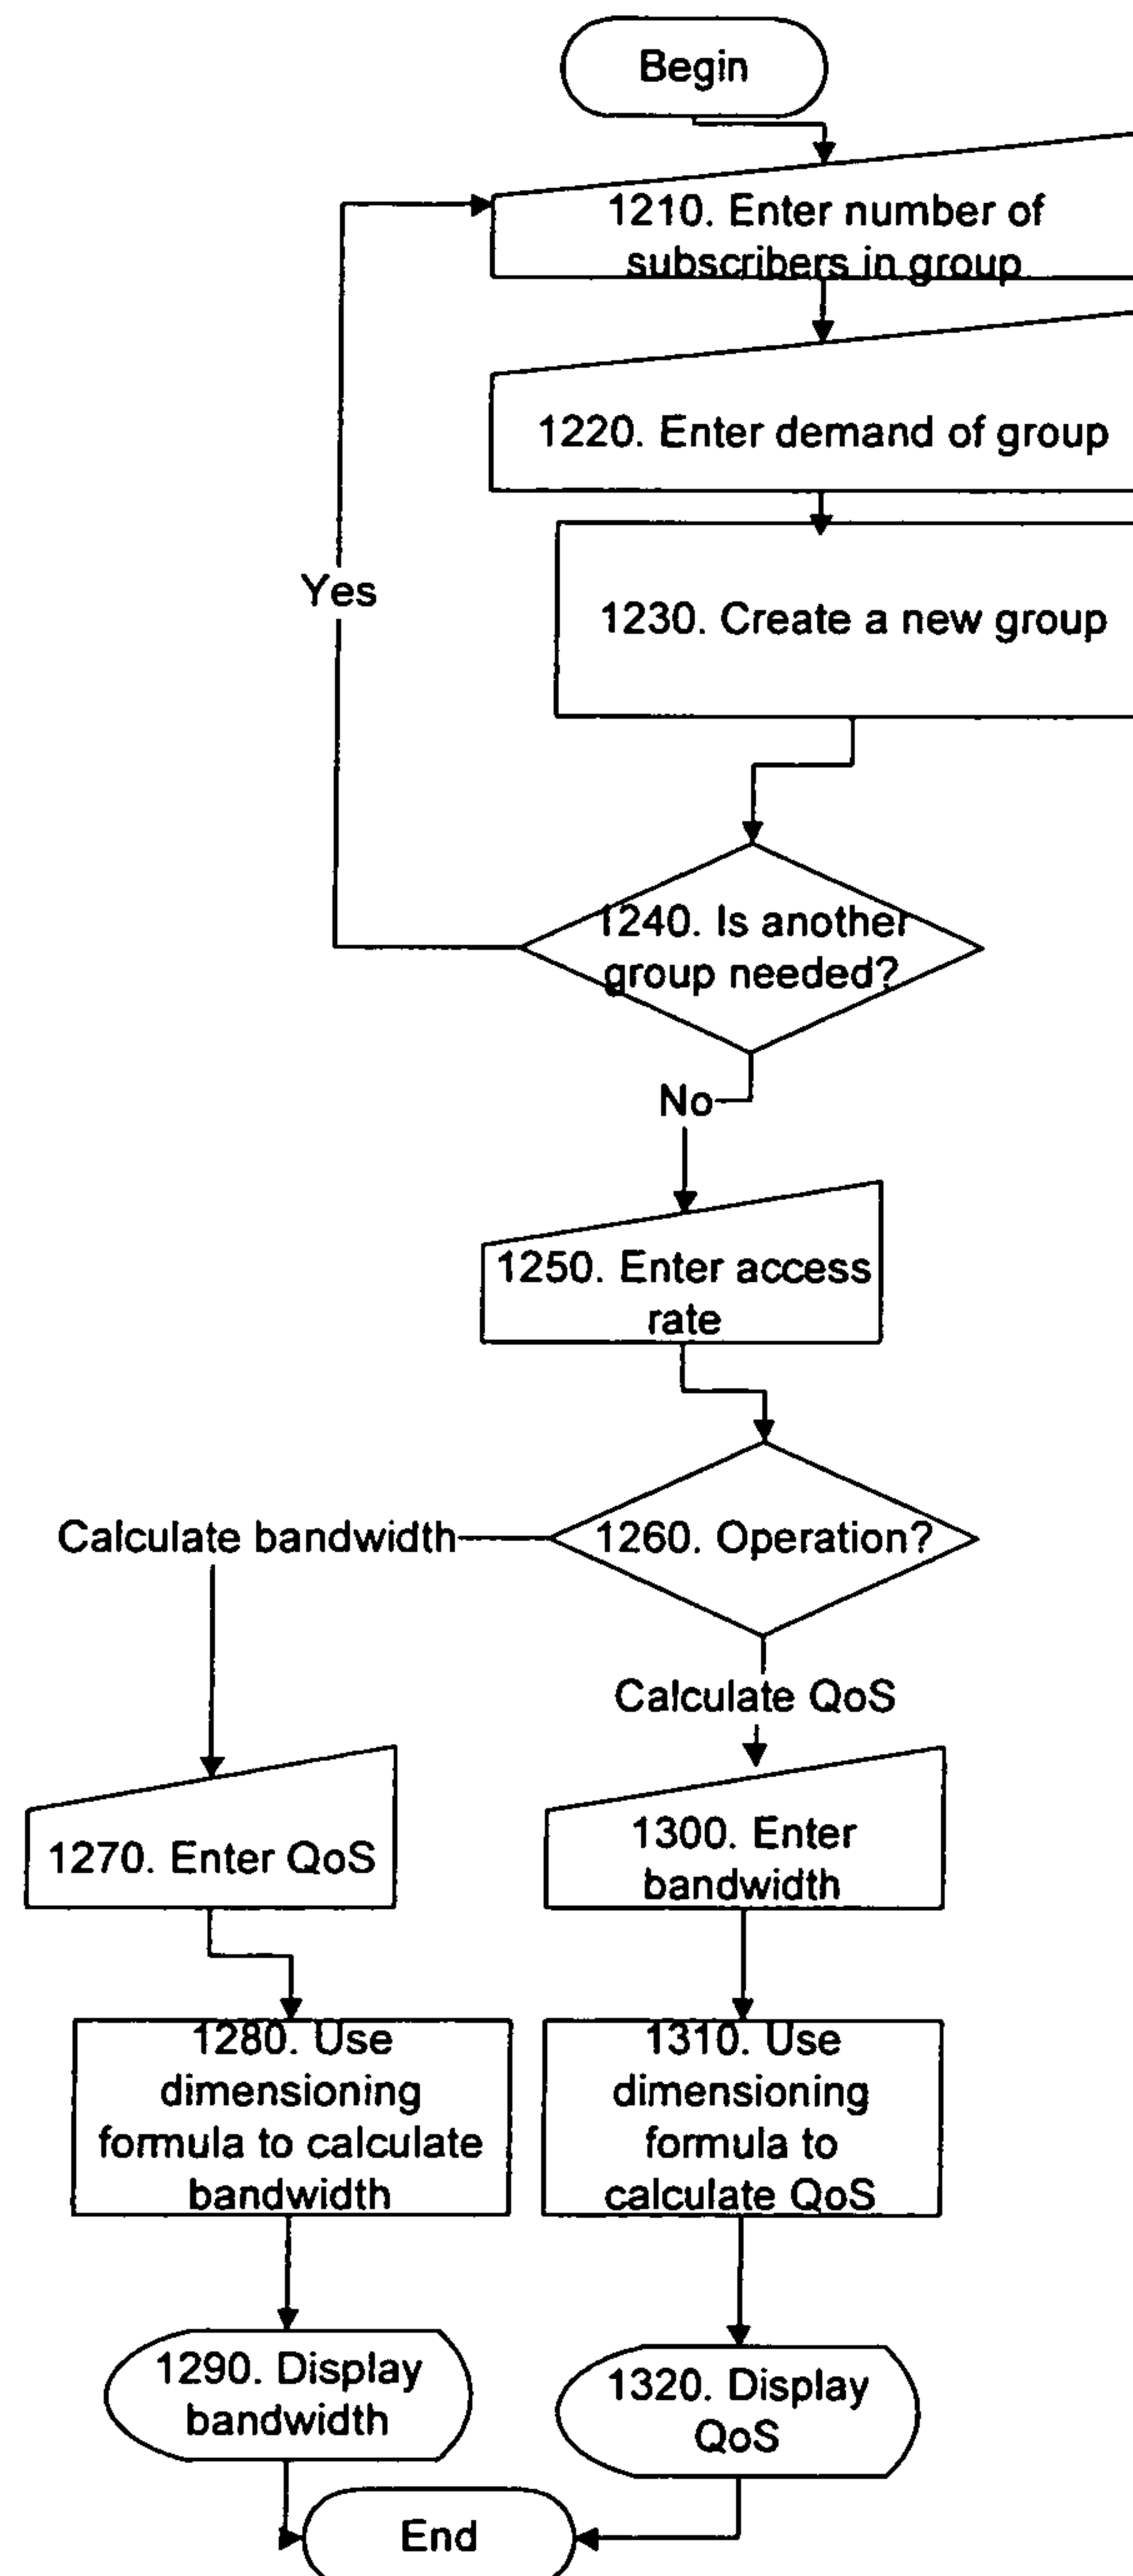 Begin
1210. Enter number of
subscribers in group
1220. Enter demand of group
1230. Create a new group
Yes
1240. Is another
group needed?
No
1250. Enter access
rate
1260. Operation?
Calculate bandwidth
Calculate QoS
1270. Enter QoS
1300. Enter
bandwidth
1280. Use
dimensioning
formula to calculate
bandwidth
1310. Use
dimensioning
formula to
calculate QoS
1290. Display
bandwidth
1320. Display
QoS
End